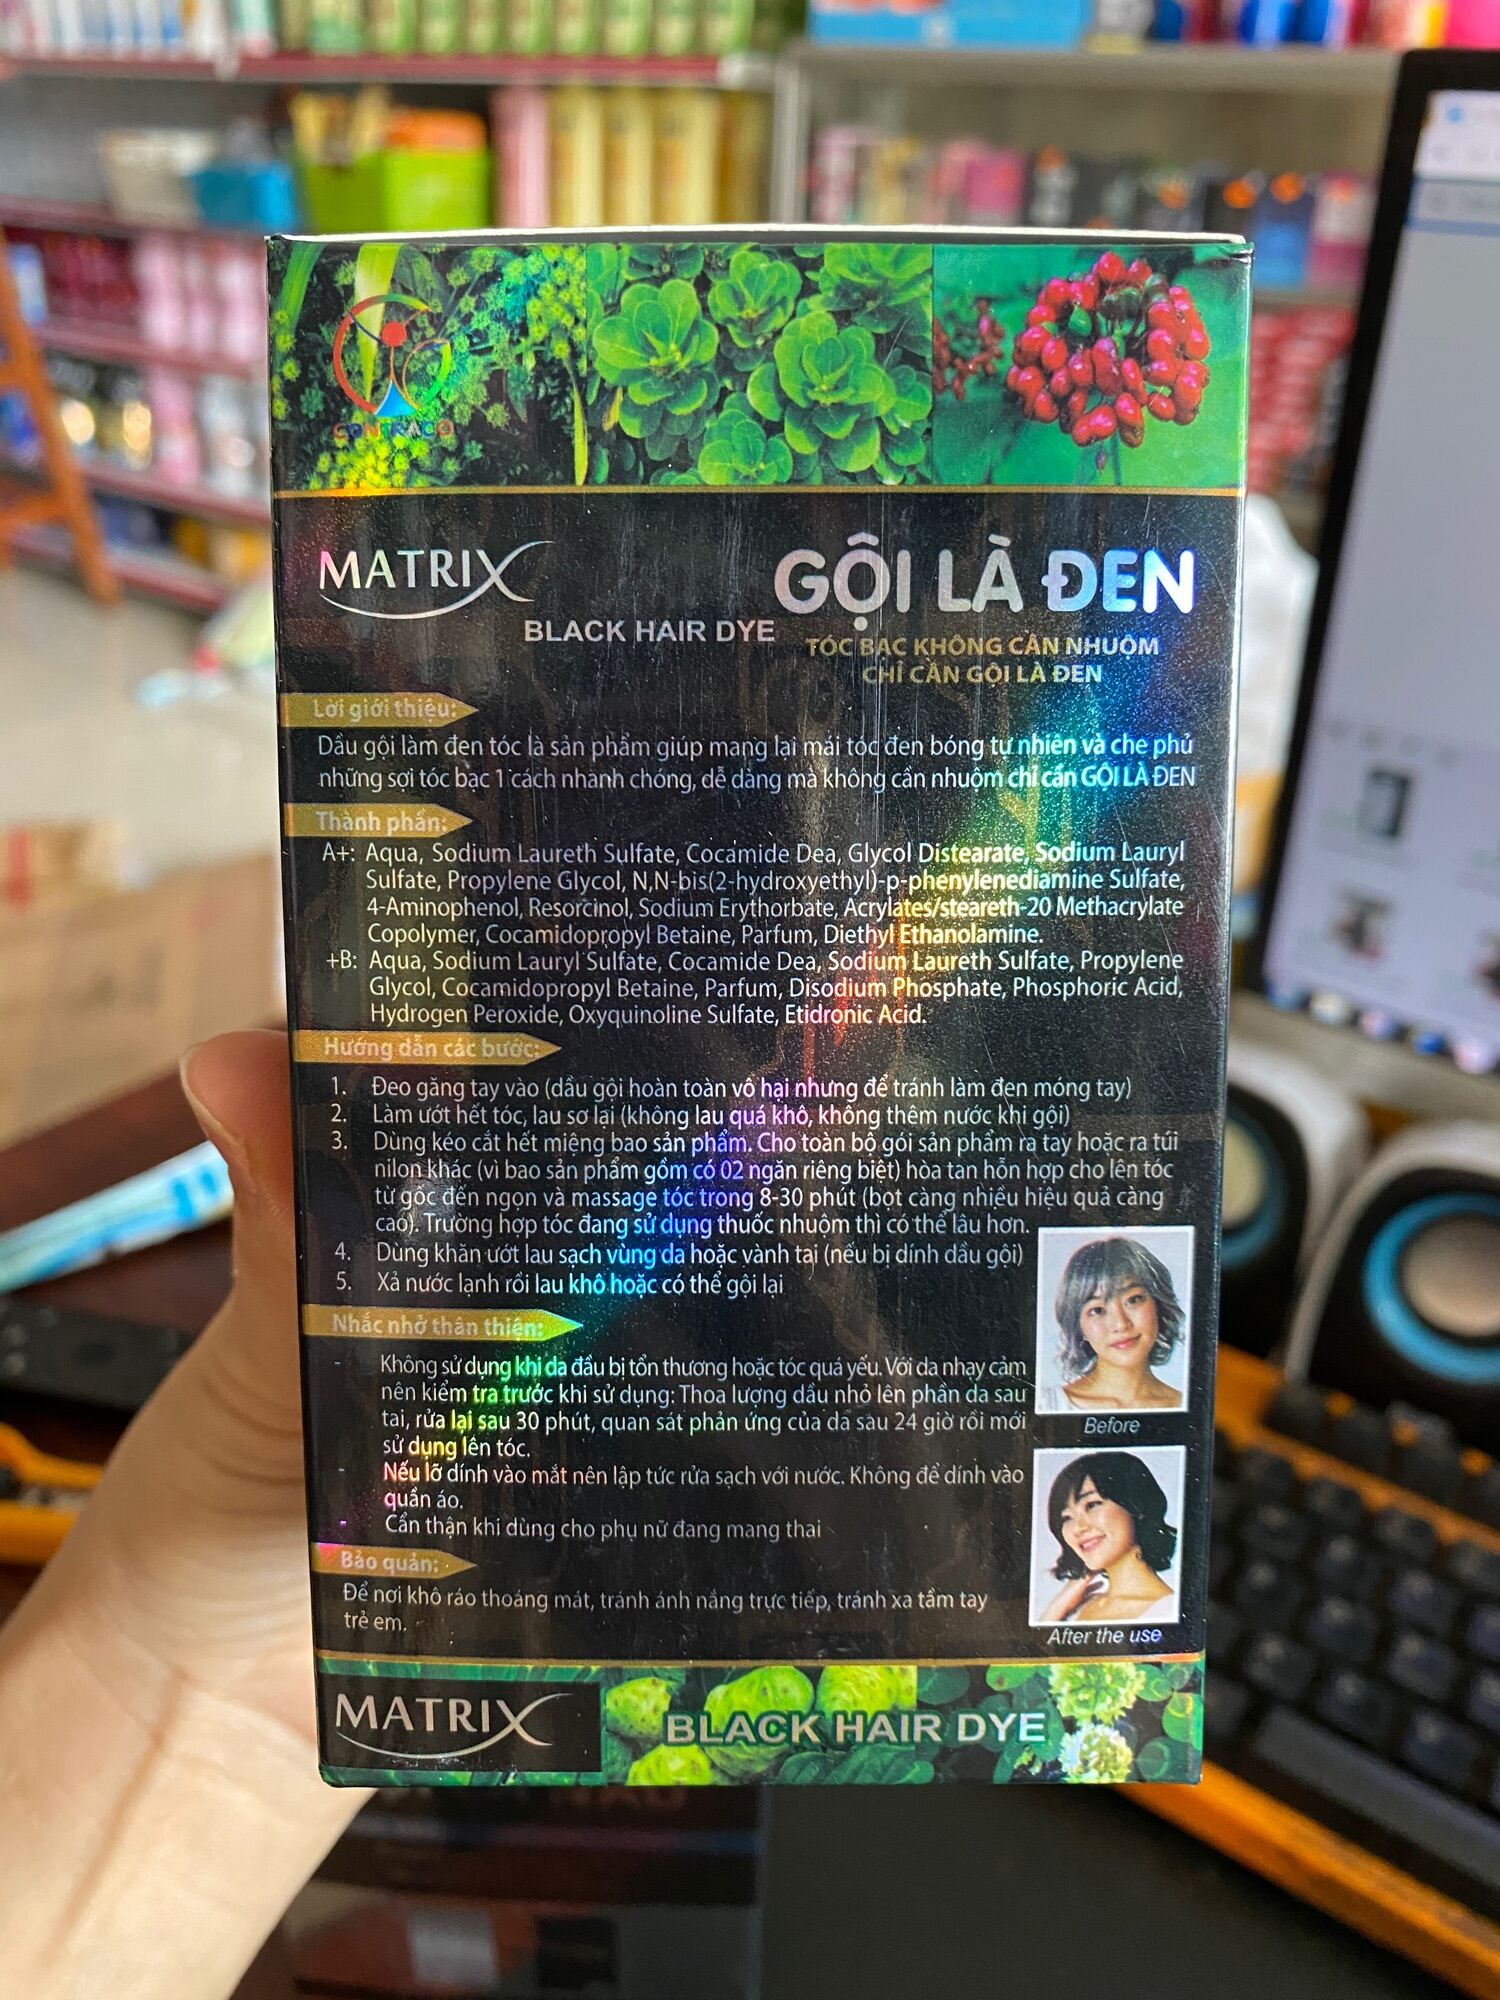 CONTRACO
MATRIX
BLACK HAIR DYE
GỘI LÀ ĐEN
TÓC BẠC KHÔNG CẦN NHUỘM
CHỈ CẦN GỘI LÀ ĐEN
Lời giới thiệu:
Dầu gội làm đen tóc là sản phẩm giúp mang lại mái tóc đen bóng tự nhiên và che phủ
những sợi tóc bạc 1 cách nhanh chóng, dễ dàng mà không cần nhuộm chỉ cần GỘI LÀ ĐEN
Thành phần:
A+: Aqua, Sodium Laureth Sulfate, Cocamide Dea, Glycol Distearate, Sodium Lauryl
Sulfate, Propylene Glycol, N,N-bis(2-hydroxyethyl)-p-phenylenediamine Sulfate,
4-Aminophenol, Resorcinol, Sodium Erythorbate, Acrylates/steareth-20 Methacrylate
Copolymer, Cocamidopropyl Betaine, Parfum, Diethyl Ethanolamine.
+B: Aqua, Sodium Lauryl Sulfate, Cocamide Dea, Sodium Laureth Sulfate, Propylene
Glycol, Cocamidopropyl Betaine, Parfum, Disodium Phosphate, Phosphoric Acid,
Hydrogen Peroxide, Oxyquinoline Sulfate, Etidronic Acid.
Hướng dẫn các bước:
1. Đeo găng tay vào (dầu gội hoàn toàn vô hại nhưng để tránh làm đen móng tay)
2. Làm ướt hết tóc, lau sơ lại (không lau quá khô, không thêm nước khi gội)
3. Dùng kéo cắt hết miệng bao sản phẩm. Cho toàn bộ gói sản phẩm ra tay hoặc ra túi
nilon khác (vì bao sản phẩm gồm có 02 ngăn riêng biệt) hòa tan hỗn hợp cho lên tóc
từ gốc đến ngọn và massage tóc trong 8-30 phút (bọt càng nhiều hiệu quả càng
cao). Trường hợp tóc đang sử dụng thuốc nhuộm thì có thể lâu hơn.
4. Dùng khăn ướt lau sạch vùng da hoặc vành tai (nếu bị dính dầu gội)
5. Xả nước lạnh rồi lau khô hoặc có thể gội lại
Nhắc nhở thân thiện:
- Không sử dụng khi da đầu bị tổn thương hoặc tóc quá yếu. Với da nhạy cảm
nên kiểm tra trước khi sử dụng: Thoa lượng dầu nhỏ lên phần da sau
tai, rửa lại sau 30 phút, quan sát phản ứng của da sau 24 giờ rồi mới
sử dụng lên tóc.
- Nếu lỡ dính vào mắt nên lập tức rửa sạch với nước. Không để dính vào
quần áo.
- Cẩn thận khi dùng cho phụ nữ đang mang thai
Before
After the use
Bảo quản:
Để nơi khô ráo thoáng mát, tránh ánh nắng trực tiếp, tránh xa tầm tay
trẻ em.
MATRIX
BLACK HAIR DYE